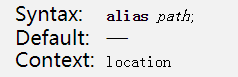 Syntax: alias path;
Default: —
Context: location